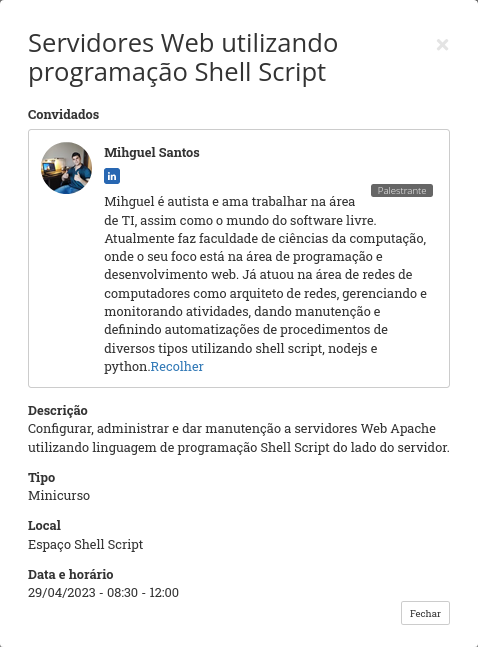 Servidores Web utilizando
programação Shell Script
×
Convidados
Mihguel Santos
in
Palestrante
Mihguel é autista e ama trabalhar na área
de TI, assim como o mundo do software livre.
Atualmente faz faculdade de ciências da computação,
onde o seu foco está na área de programação e
desenvolvimento web. Já atuou na área de redes de
computadores como arquiteto de redes, gerenciando e
monitorando atividades, dando manutenção e
definindo automatizações de procedimentos de
diversos tipos utilizando shell script, nodejs e
python.Recolher
Descrição
Configurar, administrar e dar manutenção a servidores Web Apache
utilizando linguagem de programação Shell Script do lado do servidor.
Tipo
Minicurso
Local
Espaço Shell Script
Data e horário
29/04/2023 - 08:30 - 12:00
Fechar